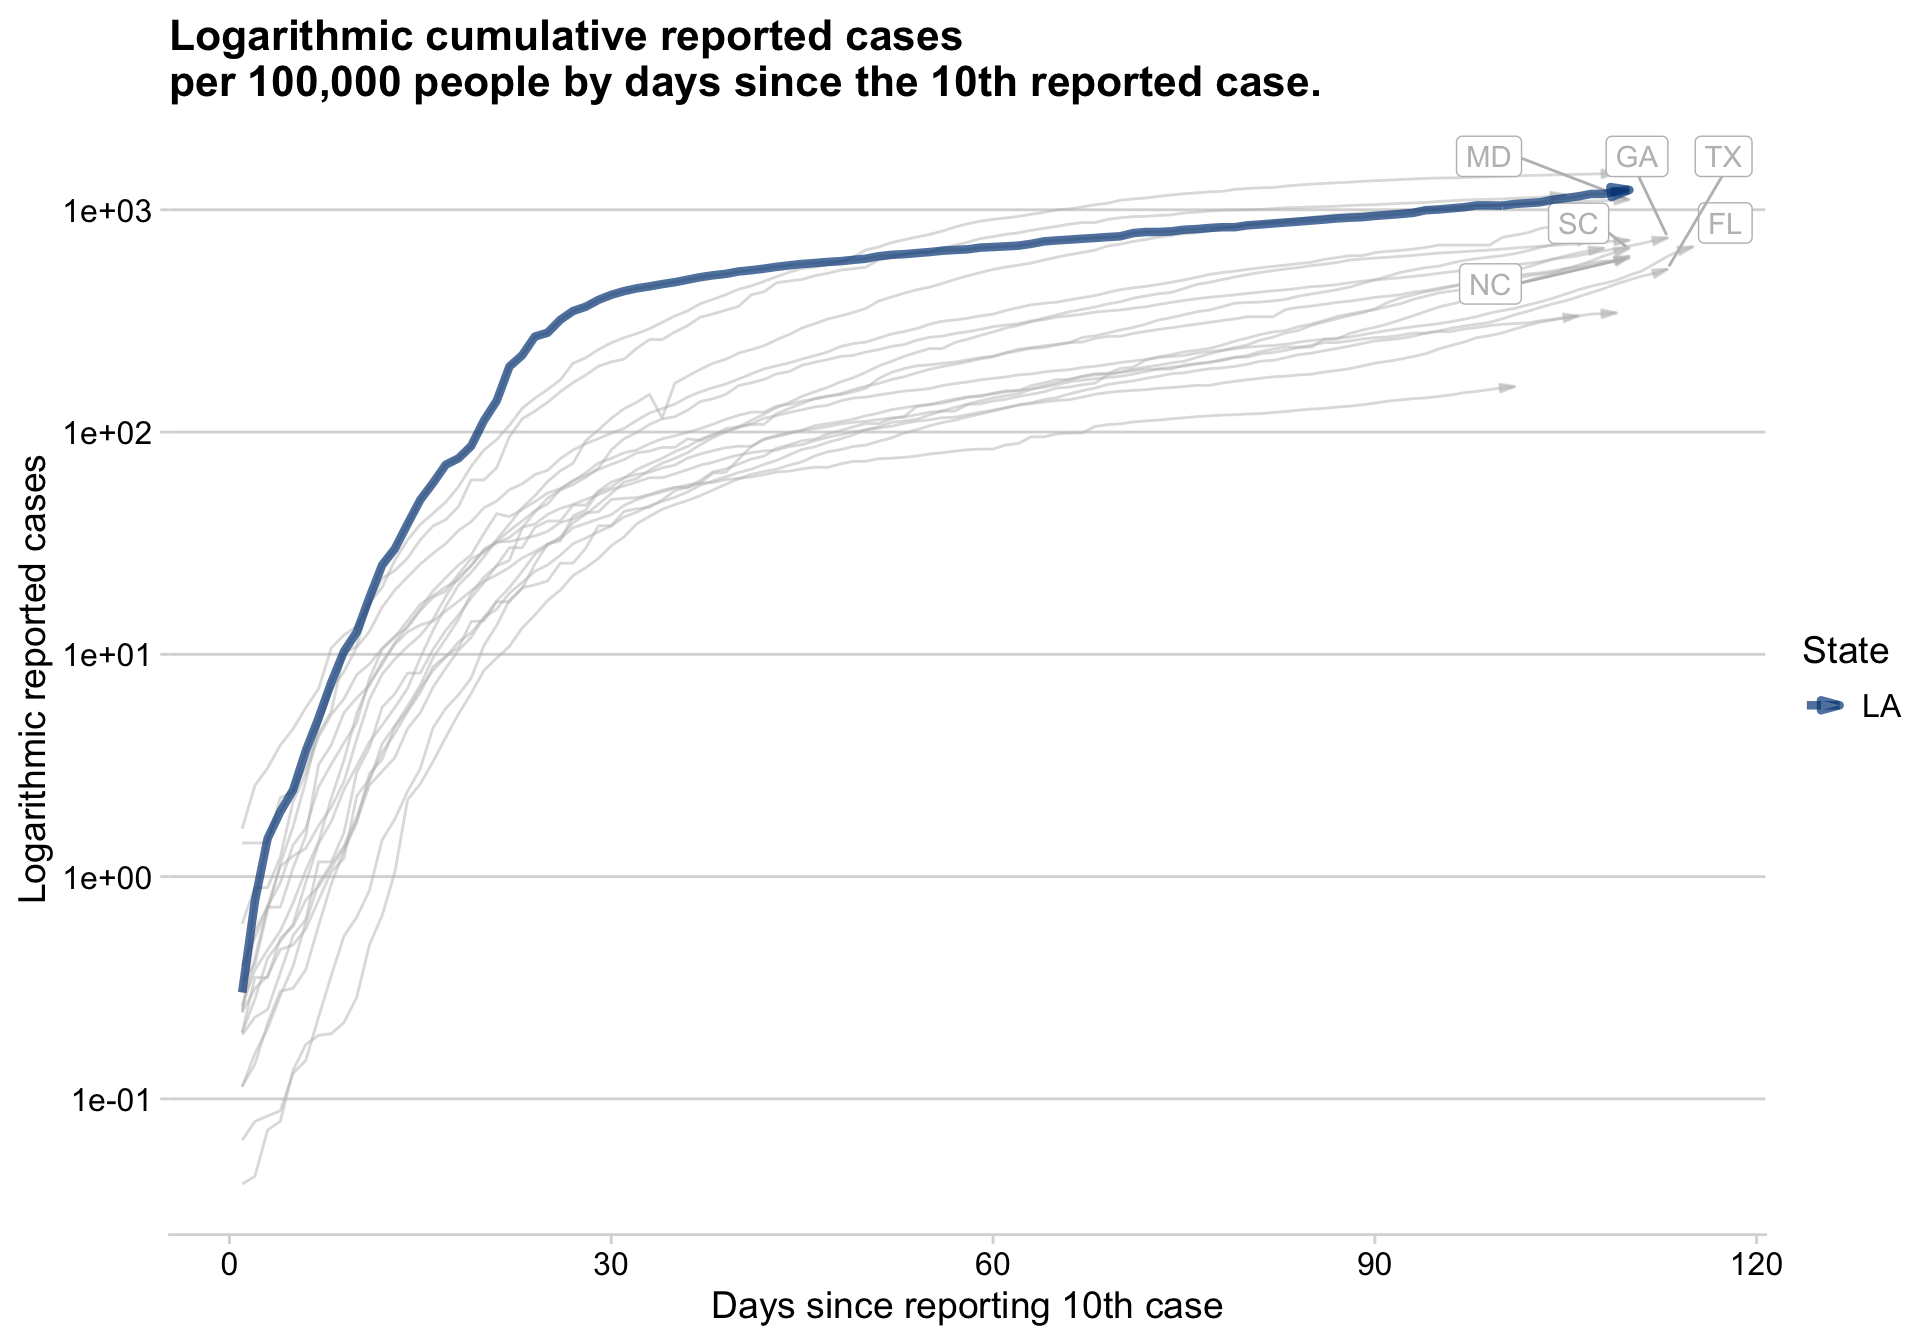 Logarithmic cumulative reported cases
per 100,000 people by days since the 10th reported case.
MD
GA
TX
SC
FL
NC
1e+03
1e+02
1e+01
1e+00
1e-01
Logarithmic reported cases
0
30
60
90
120
Days since reporting 10th case
State
LA